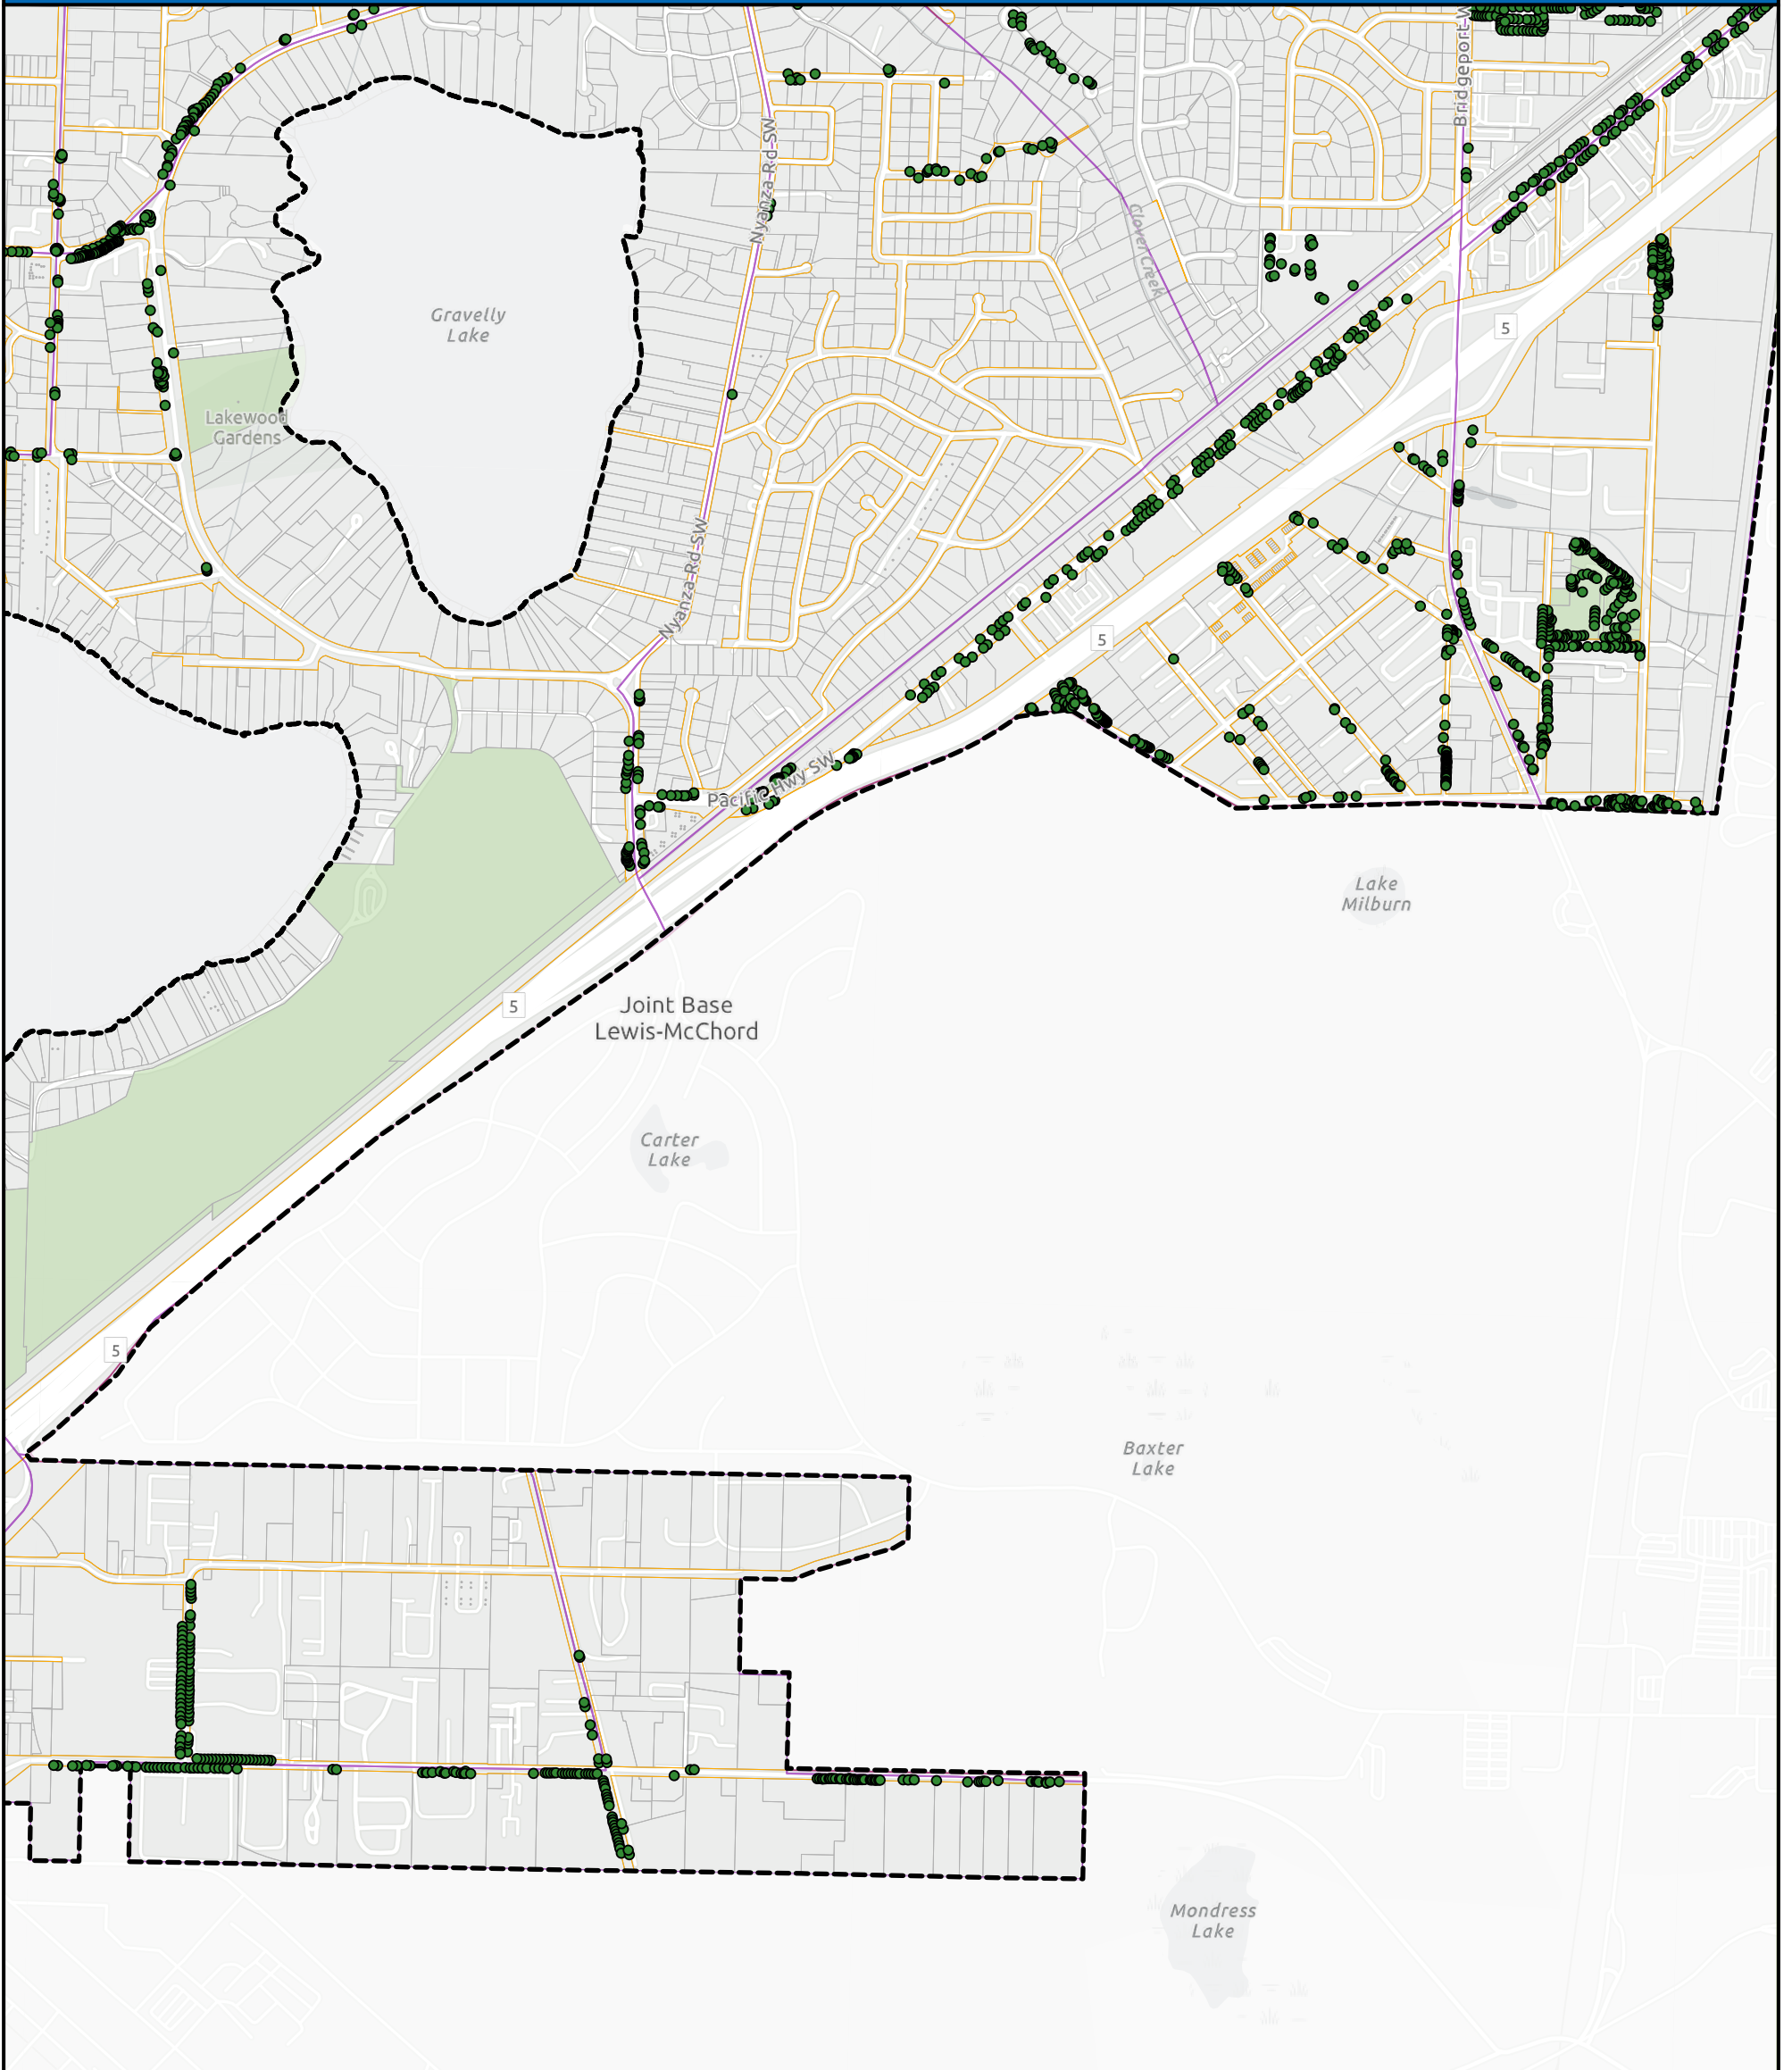 Bridgeport W
Nyanza Rd SW
Clover Creek
Gravelly
Lake
5
Lakewood
Gardens
Nyanza Rd SW
5
Pacific Hwy SW
Lake
Milburn
5
Joint Base
Lewis-McChord
Carter
Lake
5
Baxter
Lake
Mondress
Lake